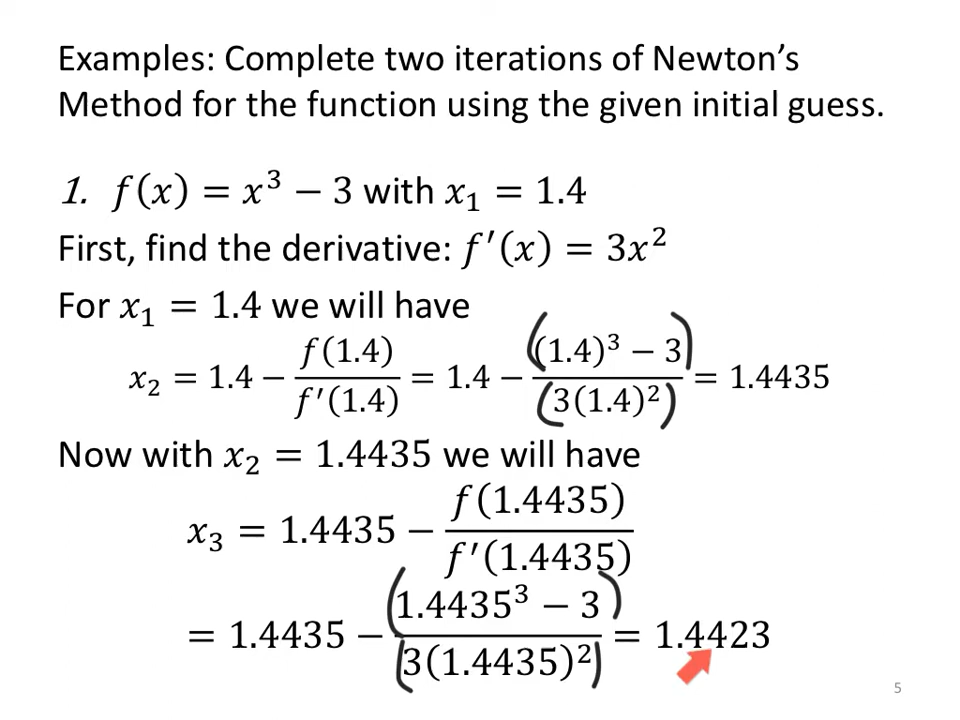 Examples: Complete two iterations of Newton’s
Method for the function using the given initial guess.
1. f(x) = x³ − 3 with x₁ = 1.4
First, find the derivative: f′(x) = 3x²
For x₁ = 1.4 we will have
x₂ = 1.4 − f(1.4)/f′(1.4) = 1.4 − ((1.4)³ − 3)/(3(1.4)²) = 1.4435
Now with x₂ = 1.4435 we will have
x₃ = 1.4435 − f(1.4435)/f′(1.4435)
= 1.4435 − (1.4435³ − 3)/(3(1.4435)²) = 1.4423
5